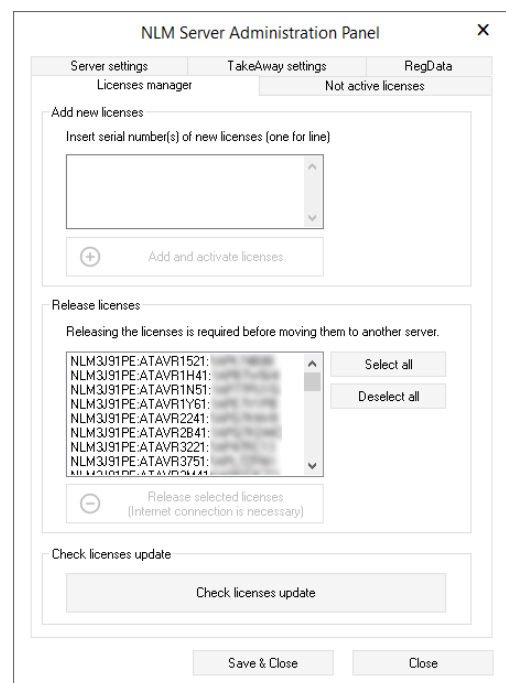 NLM Server Administration Panel
Server settings TakeAway settings RegData
Licenses manager Not active licenses
Add new licenses
Insert serial number(s) of new licenses (one for line)
Add and activate licenses
Release licenses
Releasing the licenses is required before moving them to another server.
NLM3J91PE:ATAVR1521:
NLM3J91PE:ATAVR1H41:
NLM3J91PE:ATAVR1N51:
NLM3J91PE:ATAVR1Y61:
NLM3J91PE:ATAVR2241:
NLM3J91PE:ATAVR2B41:
NLM3J91PE:ATAVR3221:
NLM3J91PE:ATAVR3751:
Select all
Deselect all
Release selected licenses
(Internet connection is necessary)
Check licenses update
Check licenses update
Save & Close Close